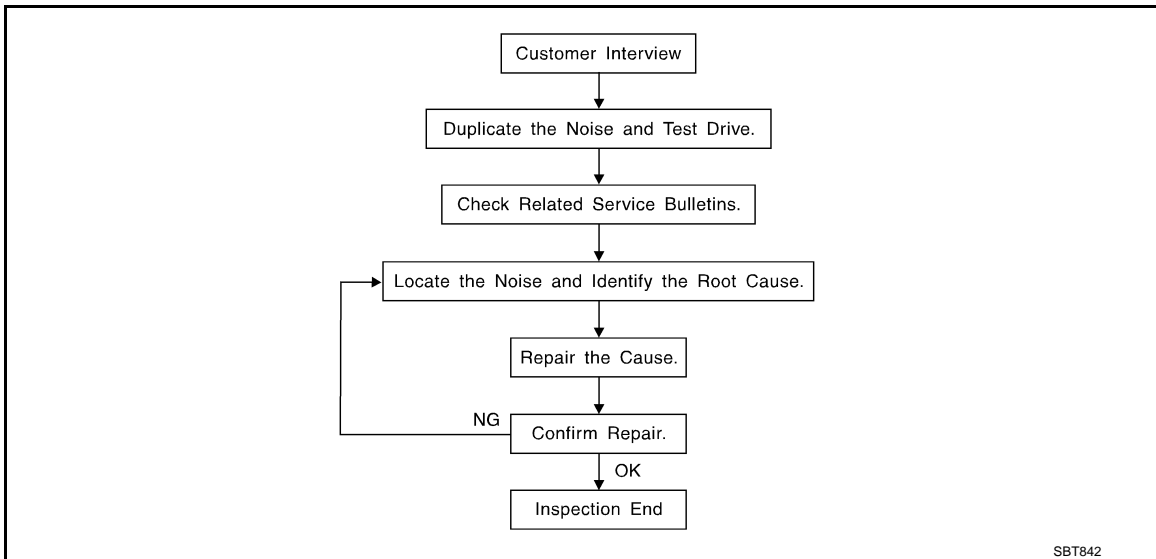 Customer Interview
Duplicate the Noise and Test Drive.
Check Related Service Bulletins.
Locate the Noise and Identify the Root Cause.
Repair the Cause.
NG
Confirm Repair.
OK
Inspection End
SBT842